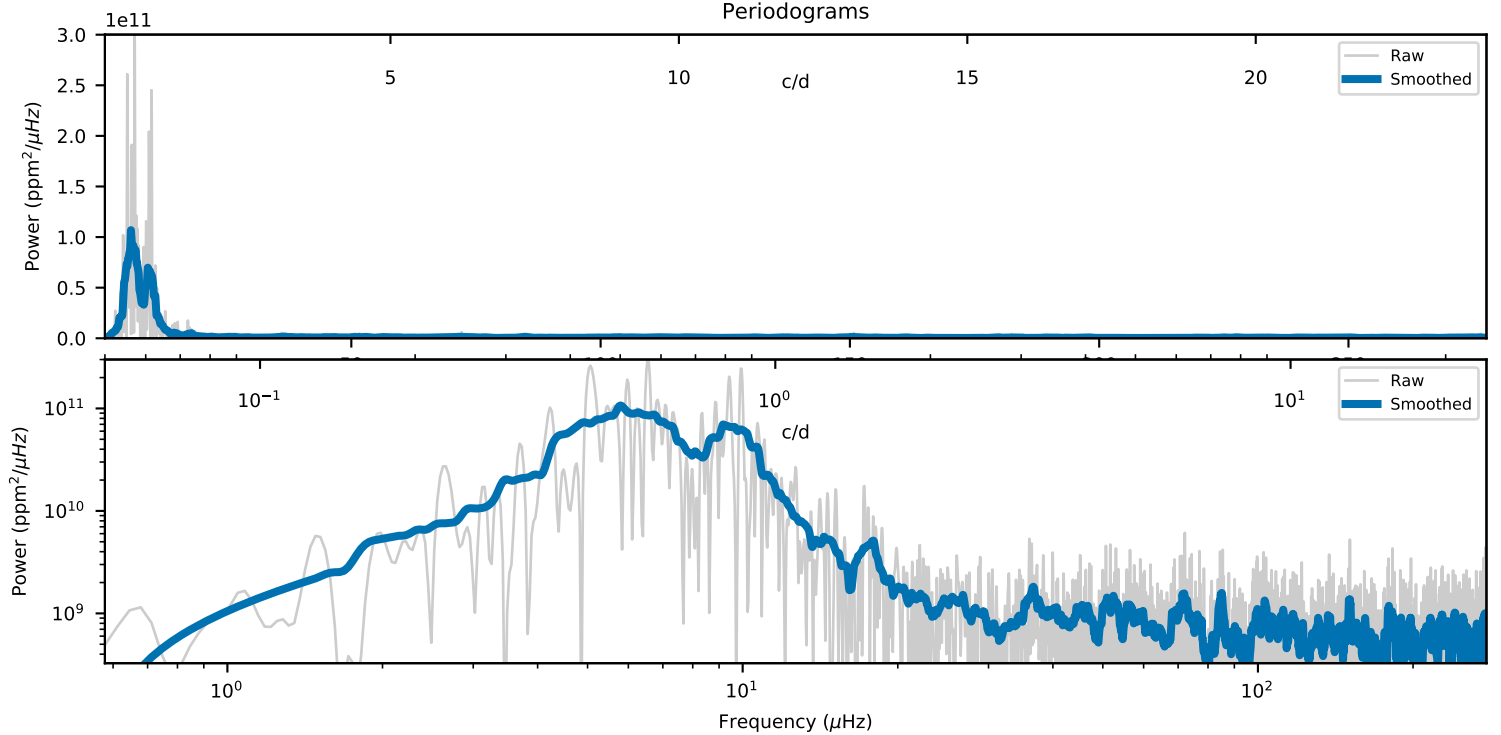 Periodograms
1e11
3.0
2.5
2.0
1.5
1.0
0.5
0.0
Power (ppm²/μHz)
5 10 15 20
c/d
Raw
Smoothed
10⁻¹ 10⁰ 10¹
c/d
Raw
Smoothed
10¹¹
10¹⁰
10⁹
Power (ppm²/μHz)
10⁰ 10¹ 10²
Frequency (μHz)